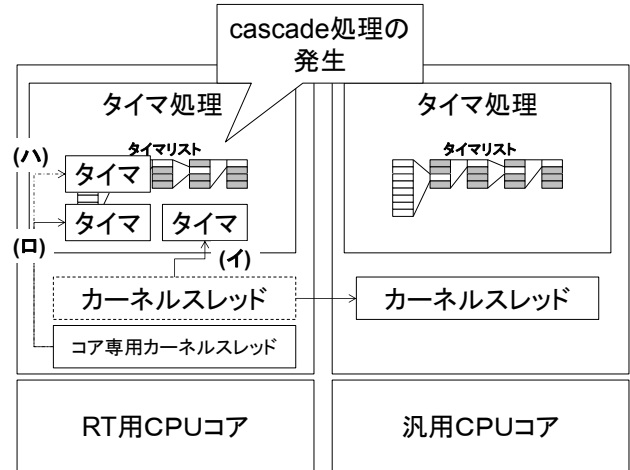 cascade処理の
発生
タイマ処理
タイマリスト
(ハ)
タイマ
(ロ)
タイマ
タイマ
(イ)
カーネルスレッド
コア専用カーネルスレッド
RT用CPUコア
タイマ処理
タイマリスト
カーネルスレッド
汎用CPUコア